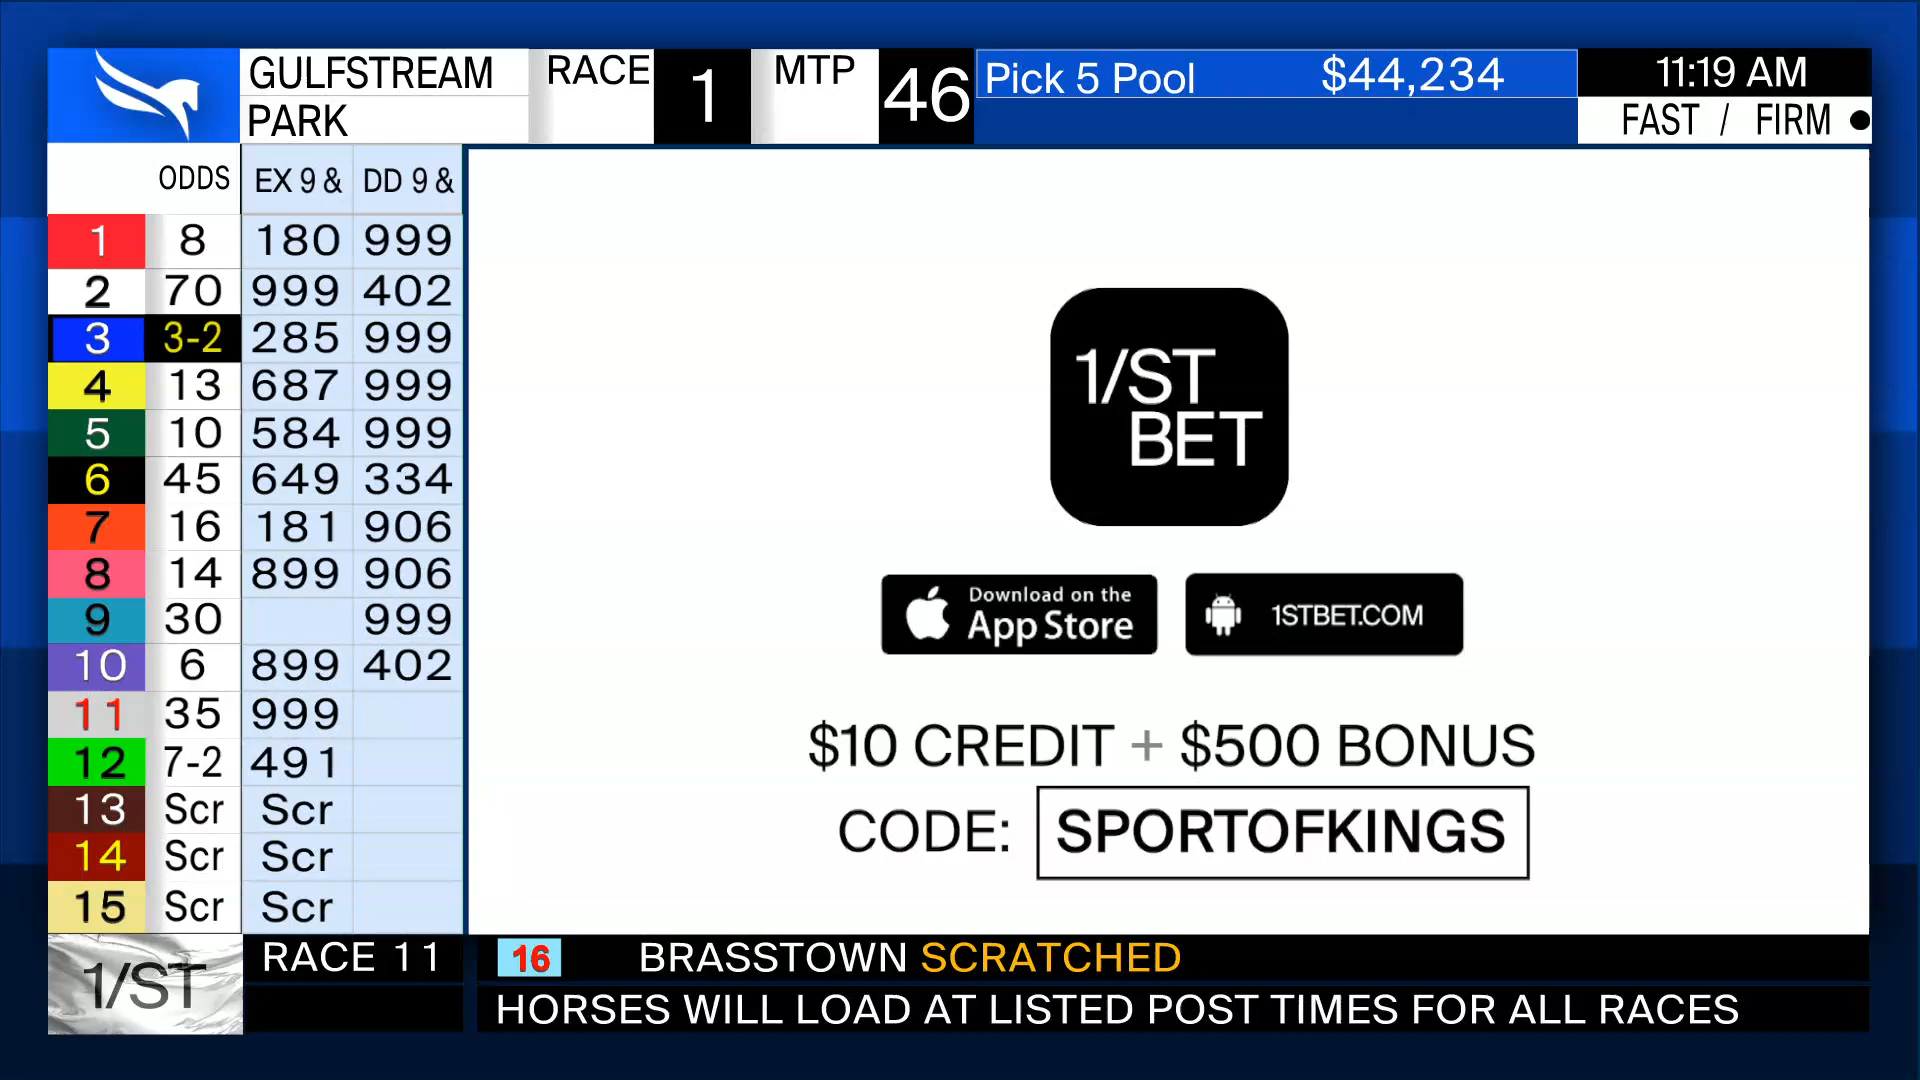 GULFSTREAM
PARK
RACE 1
MTP 46
Pick 5 Pool $44,234
11:19 AM
FAST / FIRM
ODDS EX 9 & DD 9 &
1 8 180 999
2 70 999 402
3 3-2 285 999
4 13 687 999
5 10 584 999
6 45 649 334
7 16 181 906
8 14 899 906
9 30 999
10 6 899 402
11 35 999
12 7-2 491
13 Scr Scr
14 Scr Scr
15 Scr Scr
1/ST
BET
Download on the
App Store
1STBET.COM
$10 CREDIT + $500 BONUS
CODE: SPORTOFKINGS
1/ST
RACE 11
16 BRASSTOWN SCRATCHED
HORSES WILL LOAD AT LISTED POST TIMES FOR ALL RACES